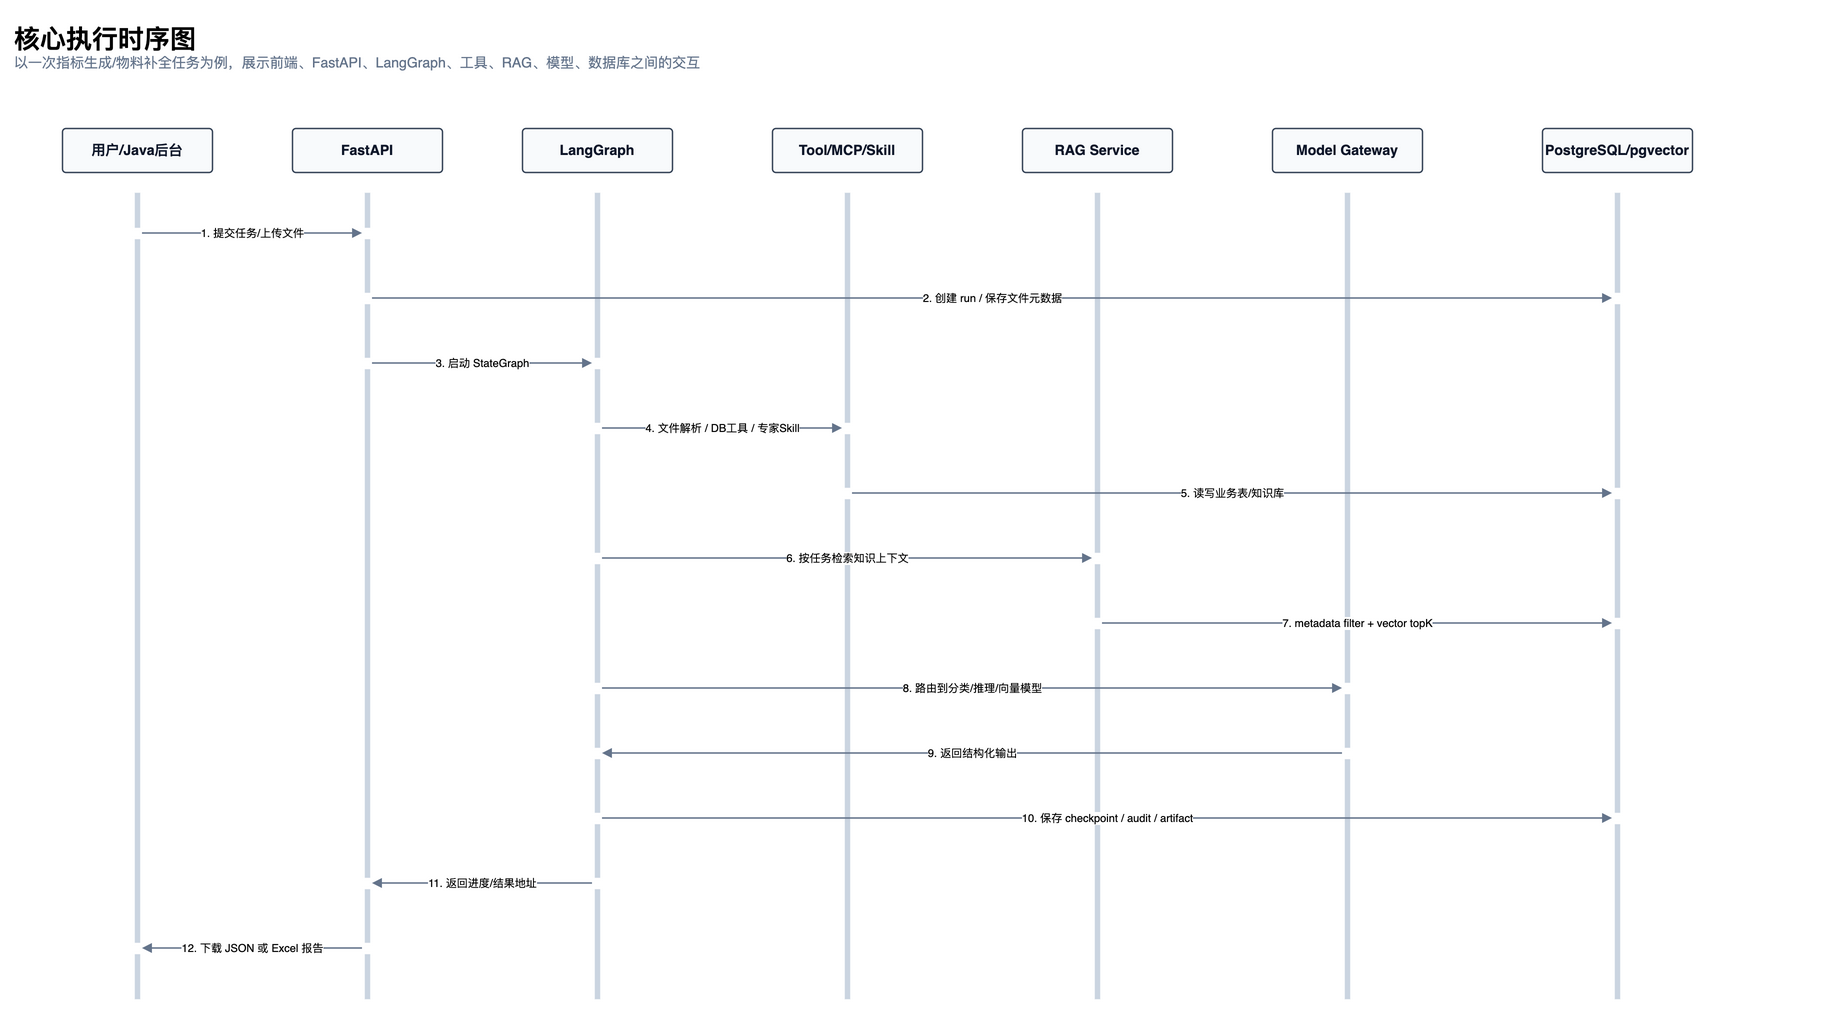 核心执行时序图
以一次指标生成/物料补全任务为例，展示前端、FastAPI、LangGraph、工具、RAG、模型、数据库之间的交互
用户/Java后台
FastAPI
LangGraph
Tool/MCP/Skill
RAG Service
Model Gateway
PostgreSQL/pgvector
1. 提交任务/上传文件
2. 创建 run / 保存文件元数据
3. 启动 StateGraph
4. 文件解析 / DB工具 / 专家Skill
5. 读写业务表/知识库
6. 按任务检索知识上下文
7. metadata filter + vector topK
8. 路由到分类/推理/向量模型
9. 返回结构化输出
10. 保存 checkpoint / audit / artifact
11. 返回进度/结果地址
12. 下载 JSON 或 Excel 报告